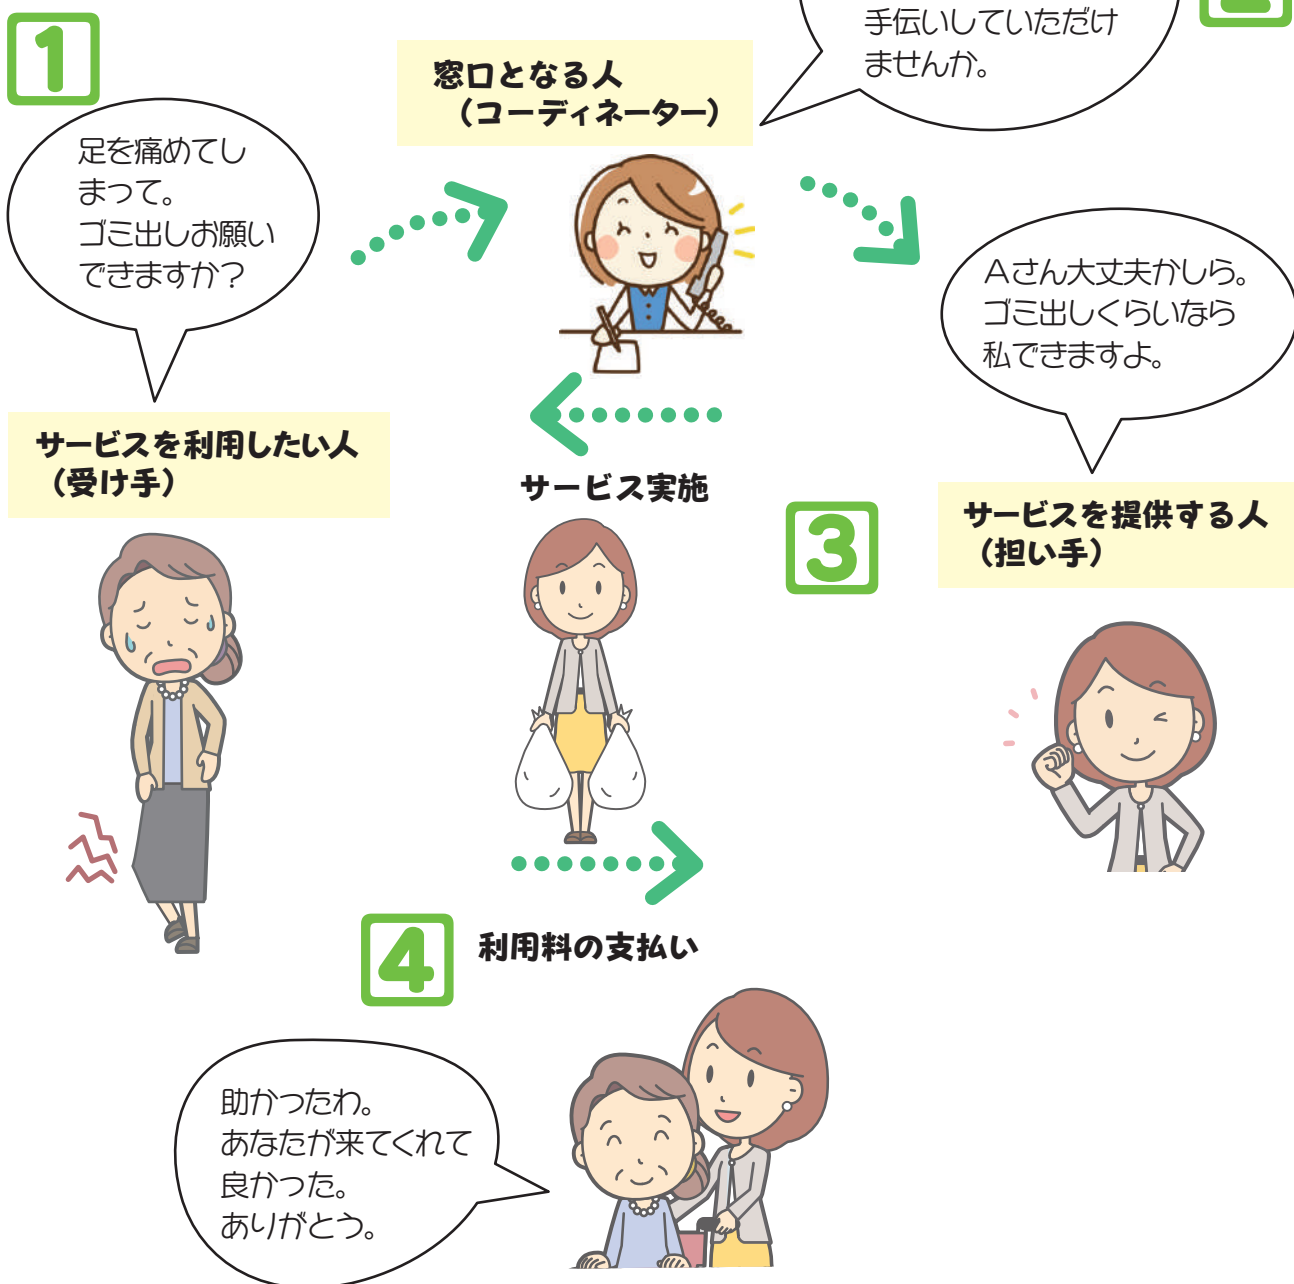 1
足を痛めてし
まって。
ゴミ出しお願い
できますか？
サービスを利用したい人
（受け手）
窓口となる人
（コーディネーター）
手伝いしていただけ
ませんか。
Aさん大丈夫かしら。
ゴミ出しくらいなら
私できますよ。
サービスを提供する人
（担い手）
3
サービス実施
4
利用料の支払い
助かったわ。
あなたが来てくれて
良かった。
ありがとう。